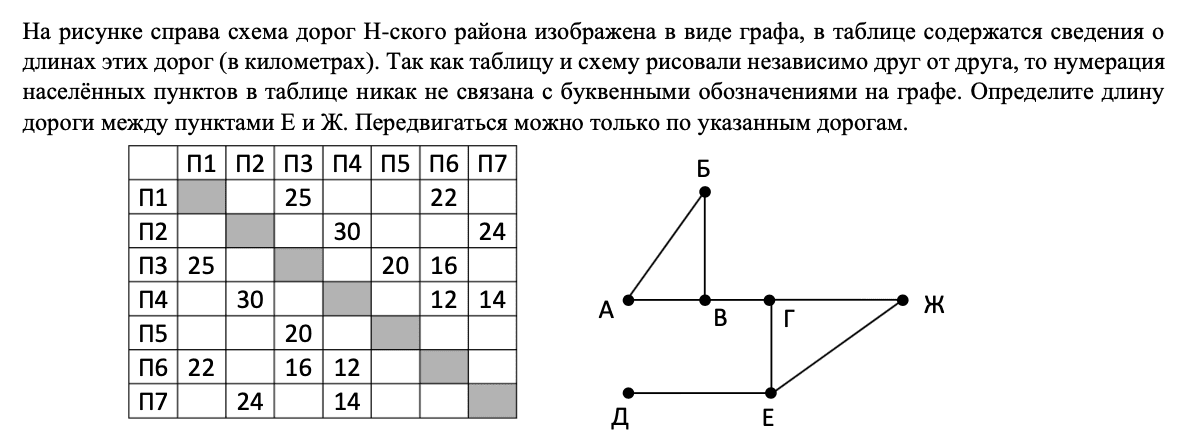 На рисунке справа схема дорог Н-ского района изображена в виде графа, в таблице содержатся сведения о
длинах этих дорог (в километрах). Так как таблицу и схему рисовали независимо друг от друга, то нумерация
населённых пунктов в таблице никак не связана с буквенными обозначениями на графе. Определите длину
дороги между пунктами Е и Ж. Передвигаться можно только по указанным дорогам.
П1 П2 П3 П4 П5 П6 П7
П1 25 22
П2 30 24
П3 25 20 16
П4 30 12 14
П5 20
П6 22 16 12
П7 24 14
Б
А В Г Ж
Д Е